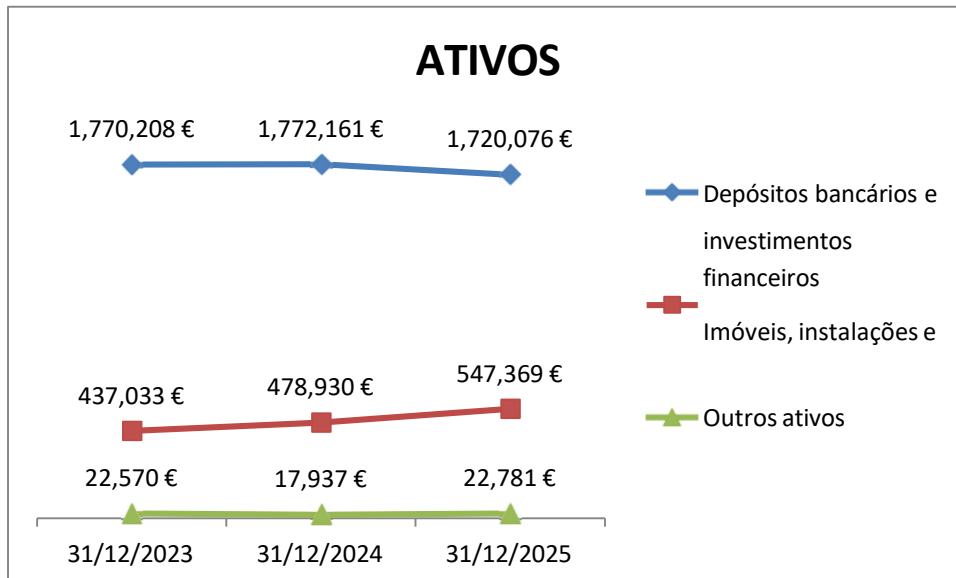 ATIVOS
1,770,208 €
1,772,161 €
1,720,076 €
437,033 €
478,930 €
547,369 €
22,570 €
17,937 €
22,781 €
31/12/2023
31/12/2024
31/12/2025
Depósitos bancários e
investimentos
financeiros
Imóveis, instalações e
Outros ativos